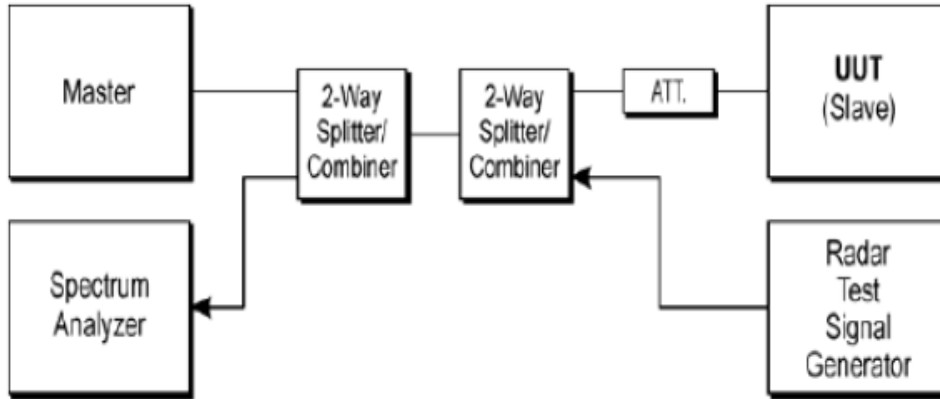 Master
2-Way
Splitter/
Combiner
2-Way
Splitter/
Combiner
ATT.
UUT
(Slave)
Spectrum
Analyzer
Radar
Test
Signal
Generator